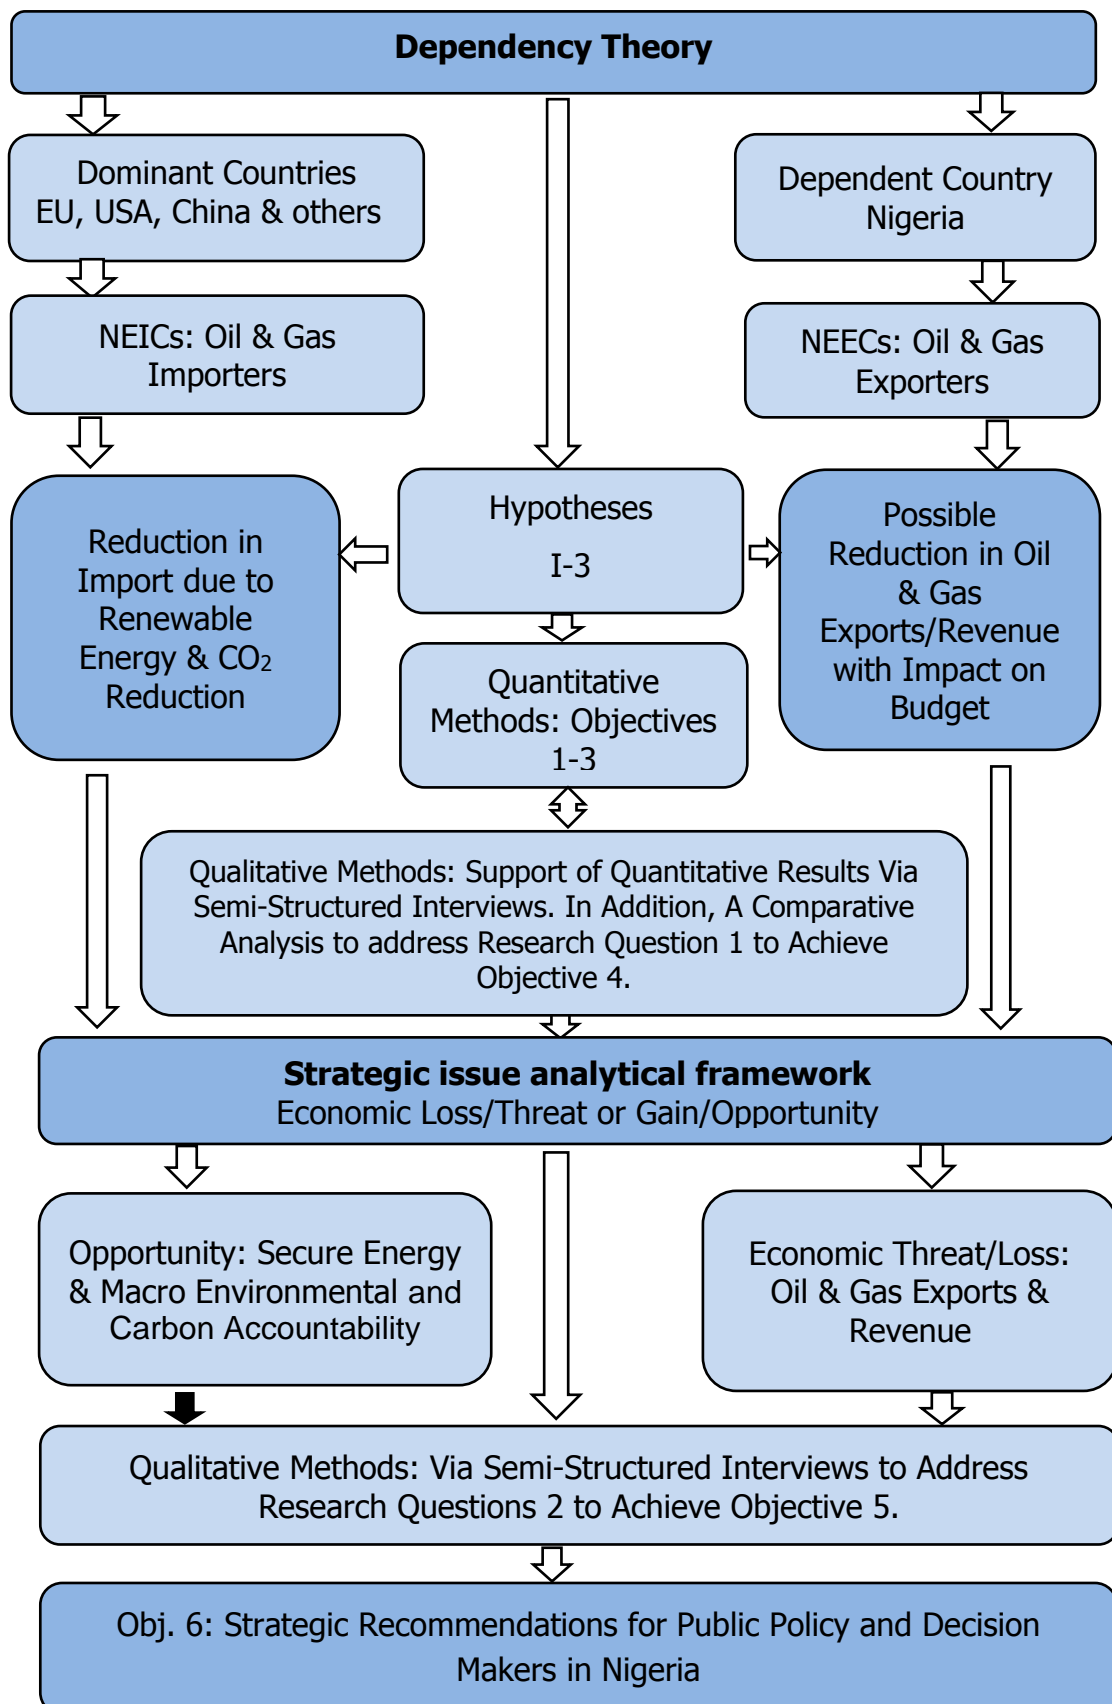 Dependency Theory
Dominant Countries
EU, USA, China & others
Dependent Country
Nigeria
NEICs: Oil & Gas
Importers
NEECs: Oil & Gas
Exporters
Reduction in
Import due to
Renewable
Energy & CO2
Reduction
Hypotheses
I-3
Possible
Reduction in Oil
& Gas
Exports/Revenue
with Impact on
Budget
Quantitative
Methods: Objectives
1-3
Qualitative Methods: Support of Quantitative Results Via
Semi-Structured Interviews. In Addition, A Comparative
Analysis to address Research Question 1 to Achieve
Objective 4.
Strategic issue analytical framework
Economic Loss/Threat or Gain/Opportunity
Opportunity: Secure Energy
& Macro Environmental and
Carbon Accountability
Economic Threat/Loss:
Oil & Gas Exports &
Revenue
Qualitative Methods: Via Semi-Structured Interviews to Address
Research Questions 2 to Achieve Objective 5.
Obj. 6: Strategic Recommendations for Public Policy and Decision
Makers in Nigeria